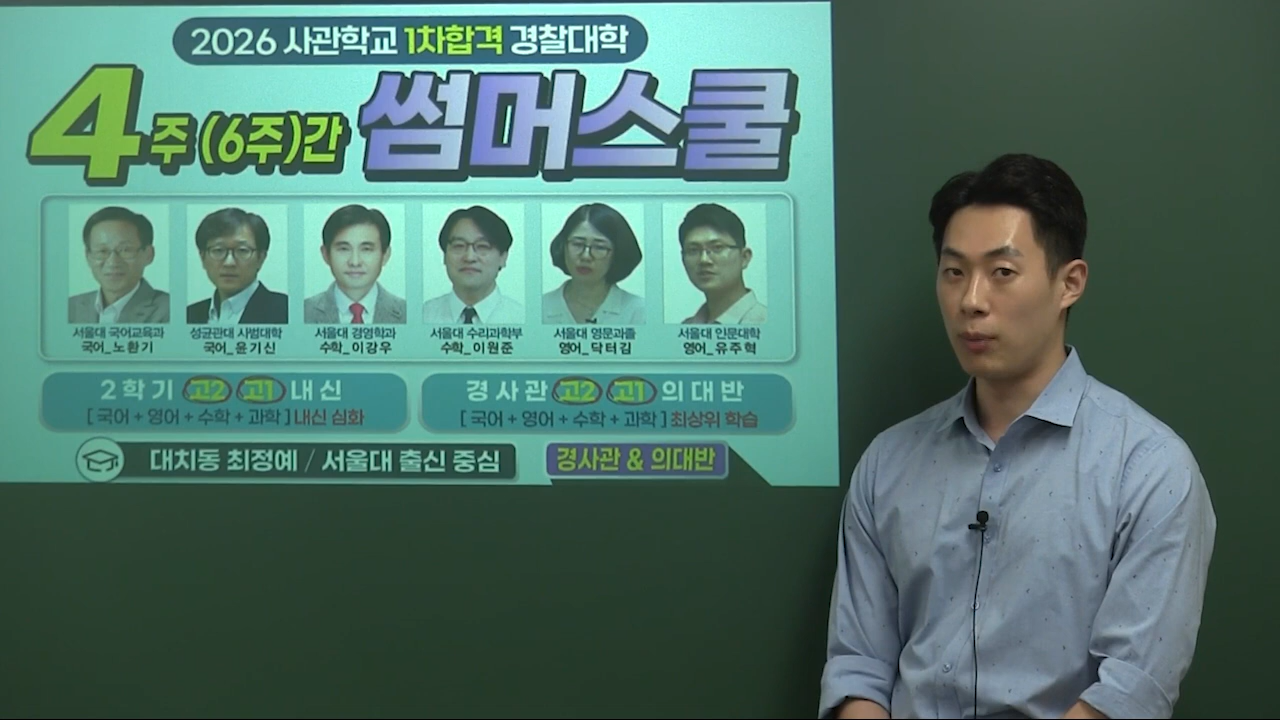 2026 사관학교 1차합격 경찰대학
4주 (6주)간 썸머스쿨
서울대 국어교육과
국어_노환기
성균관대 사범대학
국어_윤기신
서울대 경영학과
수학_이강우
서울대 수리과학부
수학_이원준
서울대 영문과졸
영어_닥터김
서울대 인문대학
영어_유주혁
2학기 고2 고1 내신
[ 국어 + 영어 + 수학 + 과학 ] 내신 심화
경사관 고2 고1 의대반
[ 국어 + 영어 + 수학 + 과학 ] 최상위 학습
대치동 최정예 / 서울대 출신 중심
경사관 & 의대반